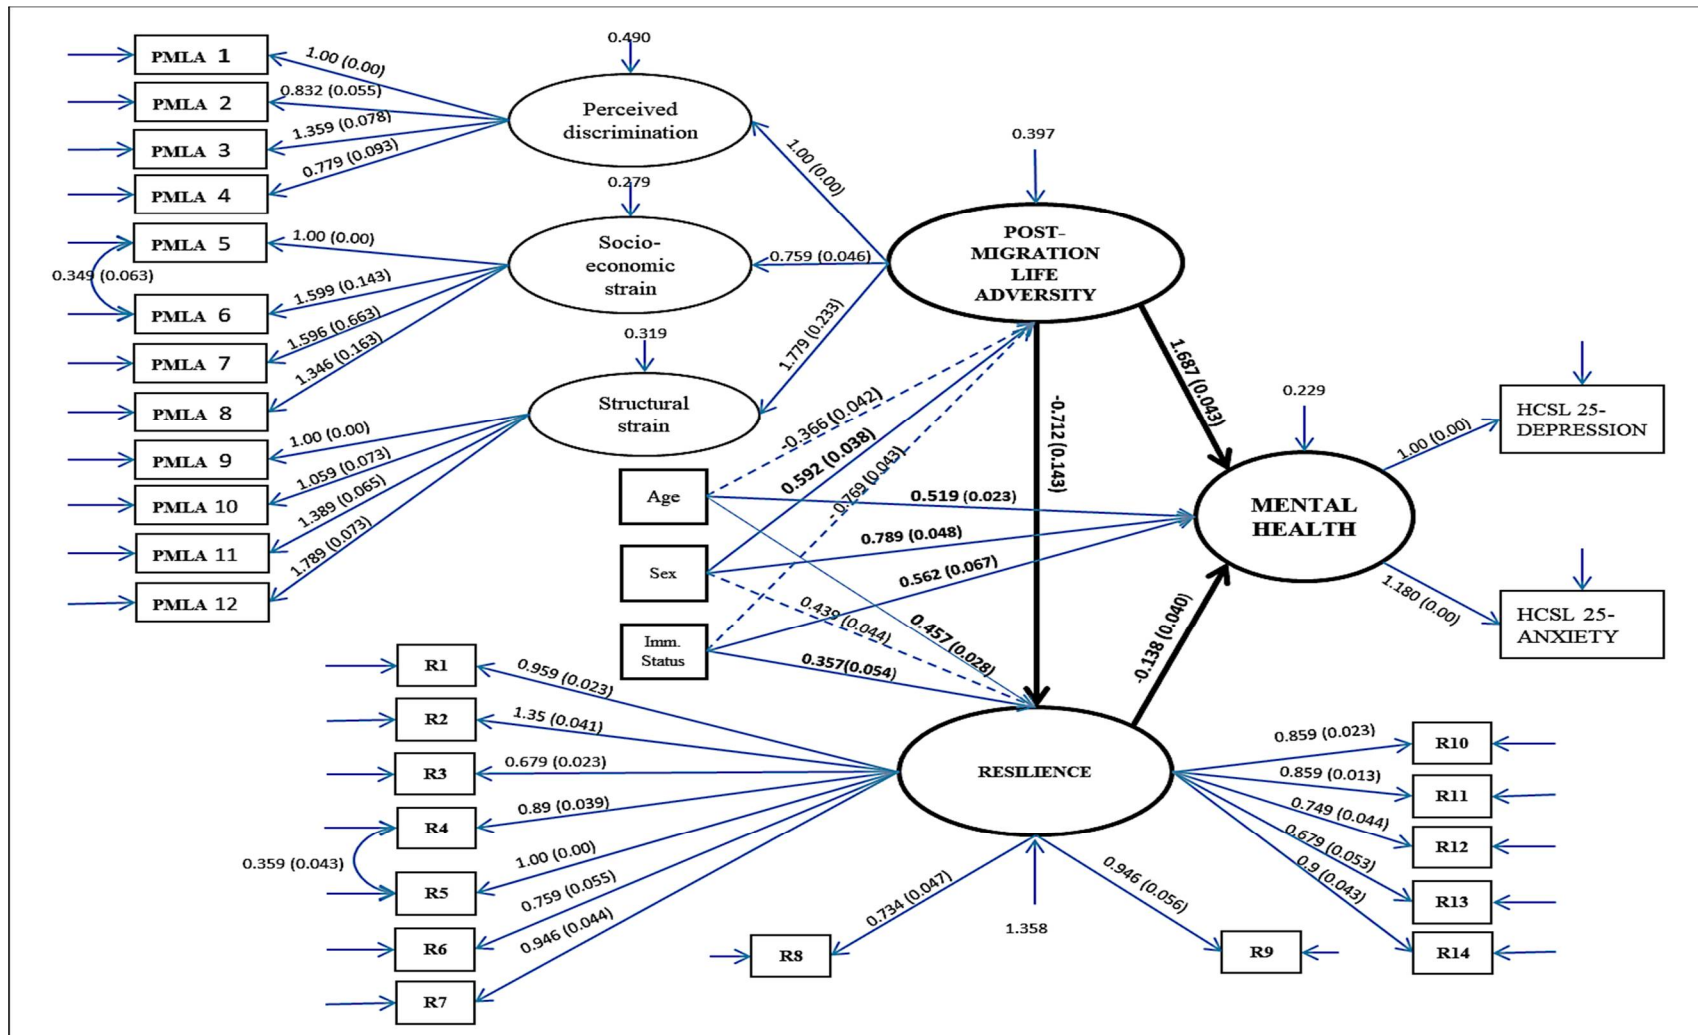 PMLA 1
PMLA 2
PMLA 3
PMLA 4
PMLA 5
PMLA 6
PMLA 7
PMLA 8
PMLA 9
PMLA 10
PMLA 11
PMLA 12
1.00 (0.00)
0.832 (0.055)
1.359 (0.078)
0.779 (0.093)
1.00 (0.00)
0.349 (0.063)
1.599 (0.143)
1.596 (0.663)
1.346 (0.163)
1.00 (0.00)
1.059 (0.073)
1.389 (0.065)
1.789 (0.073)
0.490
Perceived
discrimination
0.279
Socio-
economic
strain
0.319
Structural
strain
1.00 (0.00)
0.759 (0.046)
1.779 (0.233)
0.397
POST-
MIGRATION
LIFE
ADVERSITY
Age
Sex
Imm.
Status
-0.366 (0.042)
0.592 (0.038)
-0.769 (0.043)
0.519 (0.023)
0.789 (0.048)
0.562 (0.067)
0.439 (0.044)
0.457 (0.028)
0.357(0.054)
-0.712 (0.143)
1.687 (0.043)
-0.138 (0.040)
0.229
MENTAL
HEALTH
1.00 (0.00)
1.180 (0.00)
HCSL 25-
DEPRESSION
HCSL 25-
ANXIETY
R1
R2
R3
R4
R5
R6
R7
0.959 (0.023)
1.35 (0.041)
0.679 (0.023)
0.89 (0.039)
0.359 (0.043)
1.00 (0.00)
0.759 (0.055)
0.946 (0.044)
RESILIENCE
0.734 (0.047)
R8
1.358
0.946 (0.056)
R9
0.859 (0.023)
0.859 (0.013)
0.749 (0.044)
0.679 (0.053)
0.9 (0.043)
R10
R11
R12
R13
R14